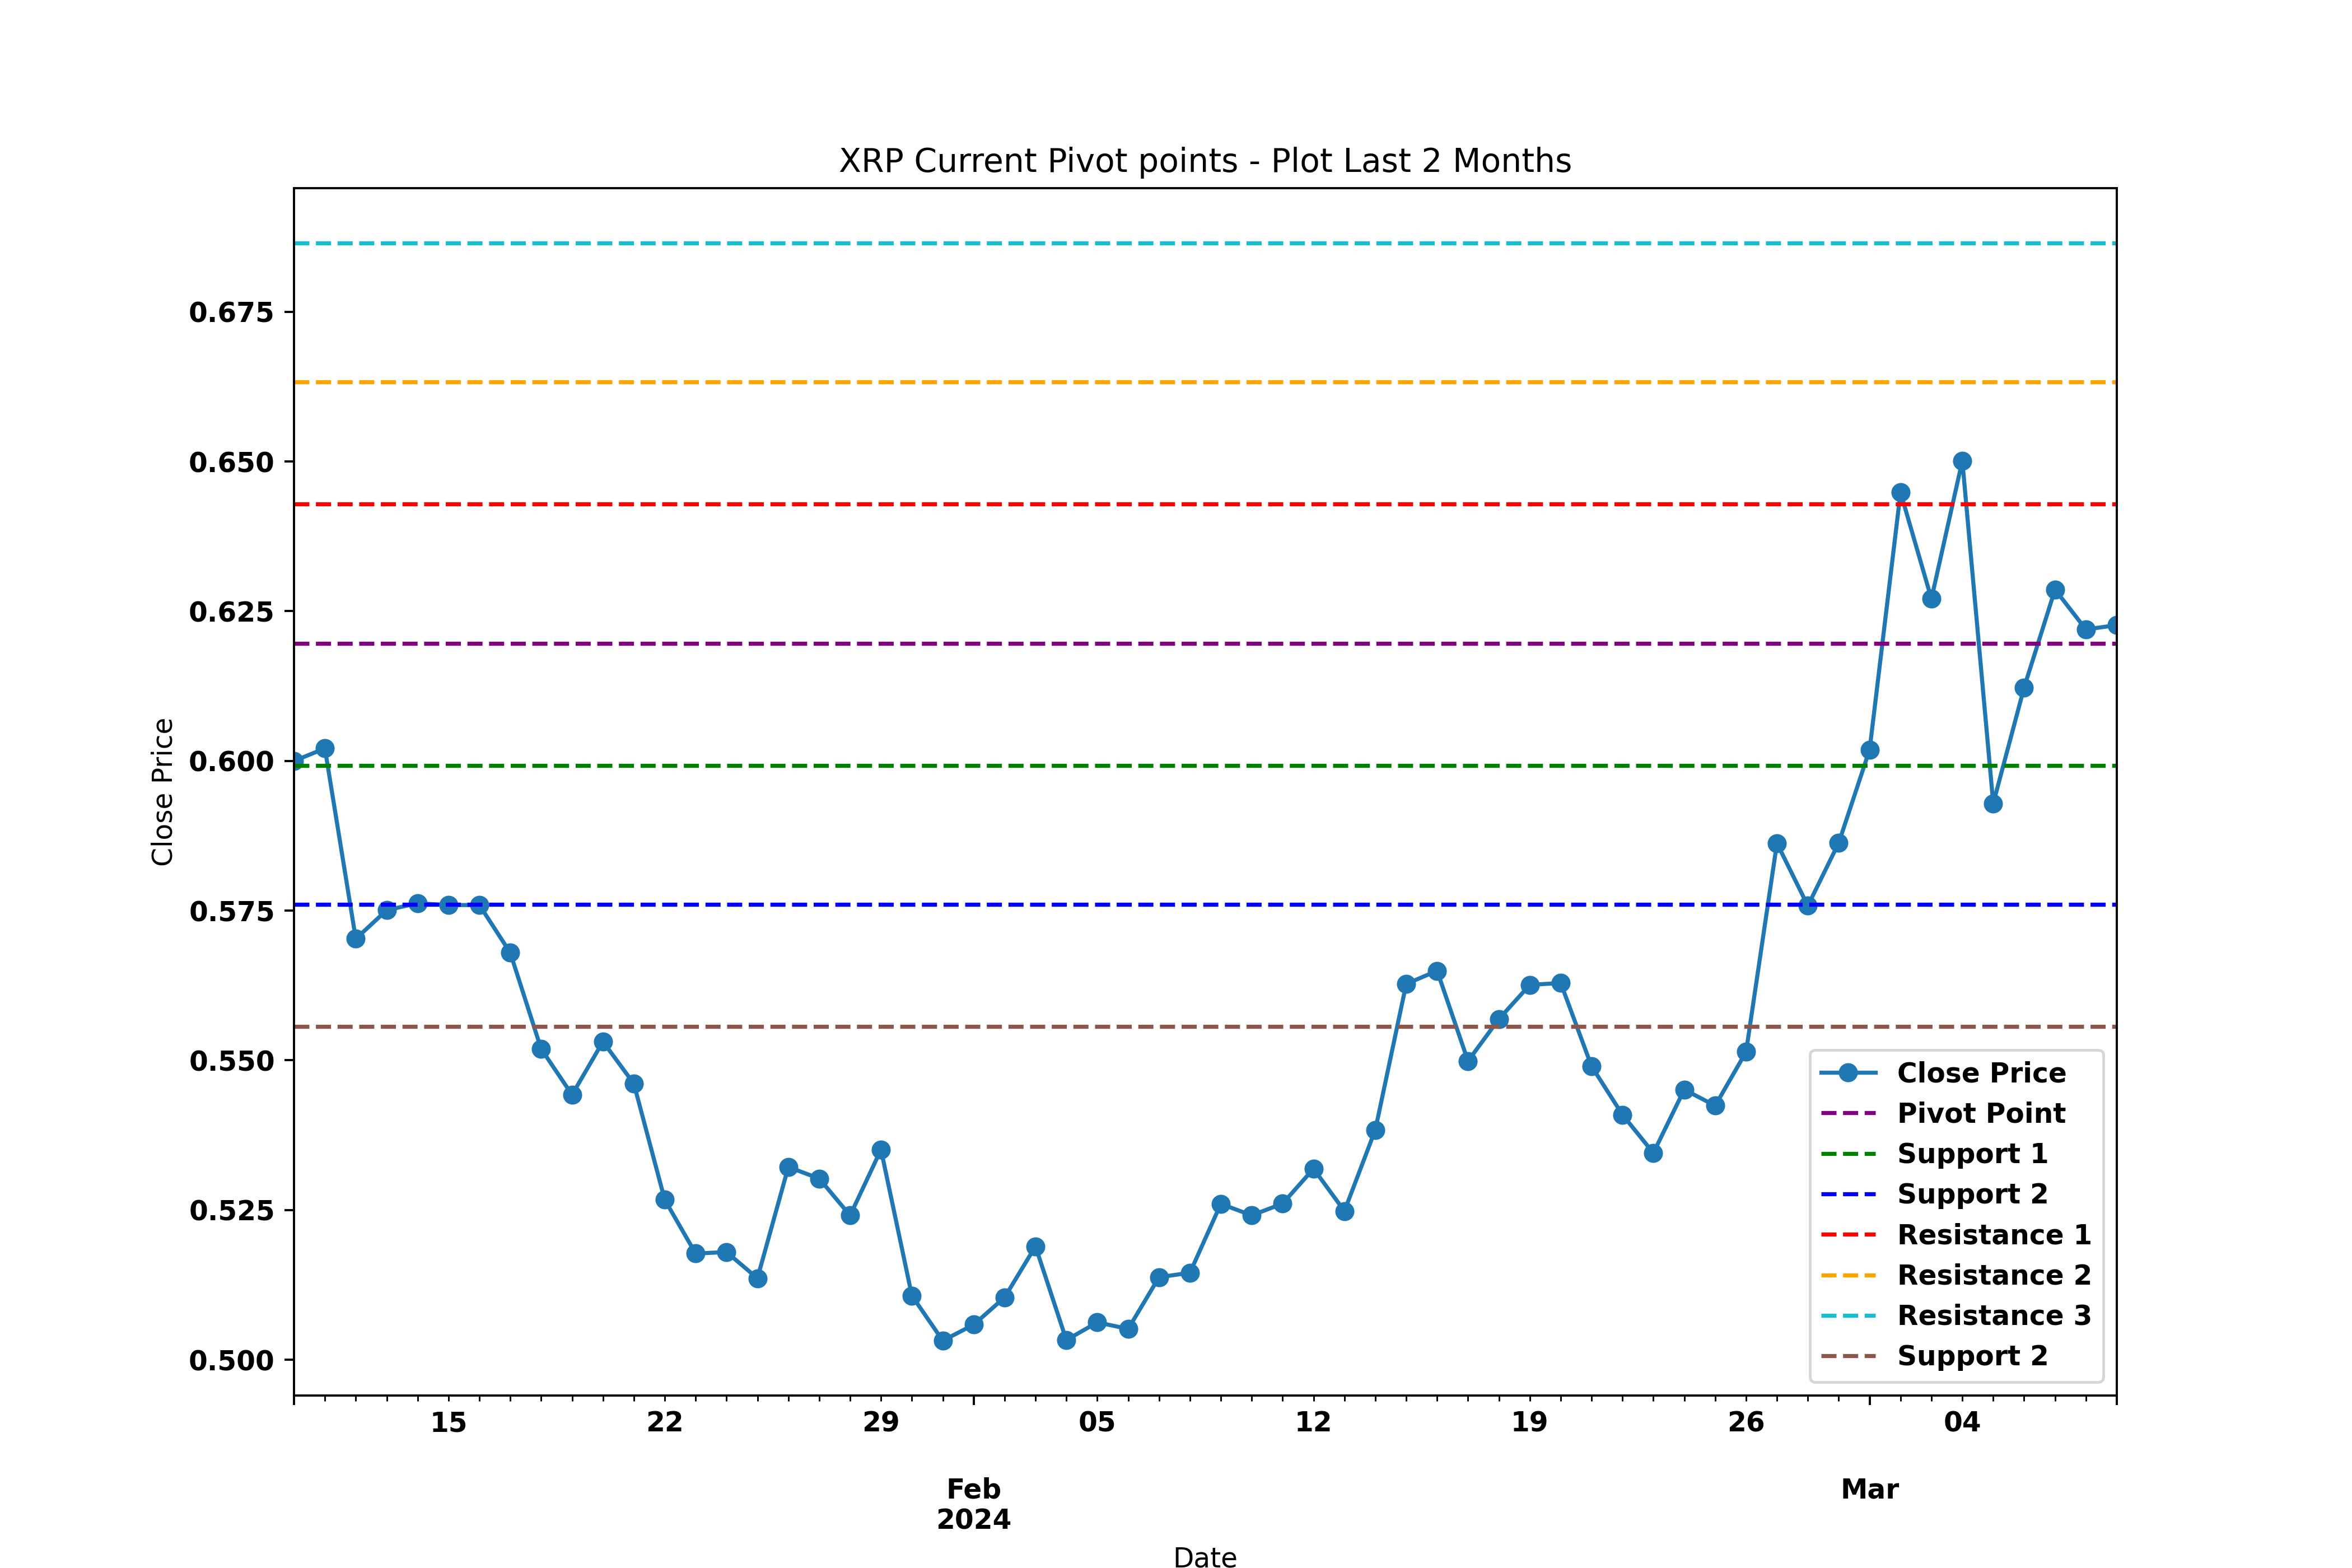 XRP Current Pivot points - Plot Last 2 Months
Close Price
0.675
0.650
0.625
0.600
0.575
0.550
0.525
0.500
Close Price
Pivot Point
Support 1
Support 2
Resistance 1
Resistance 2
Resistance 3
Support 2
15 22 29 05 12 19 26 04
Feb Mar
2024
Date